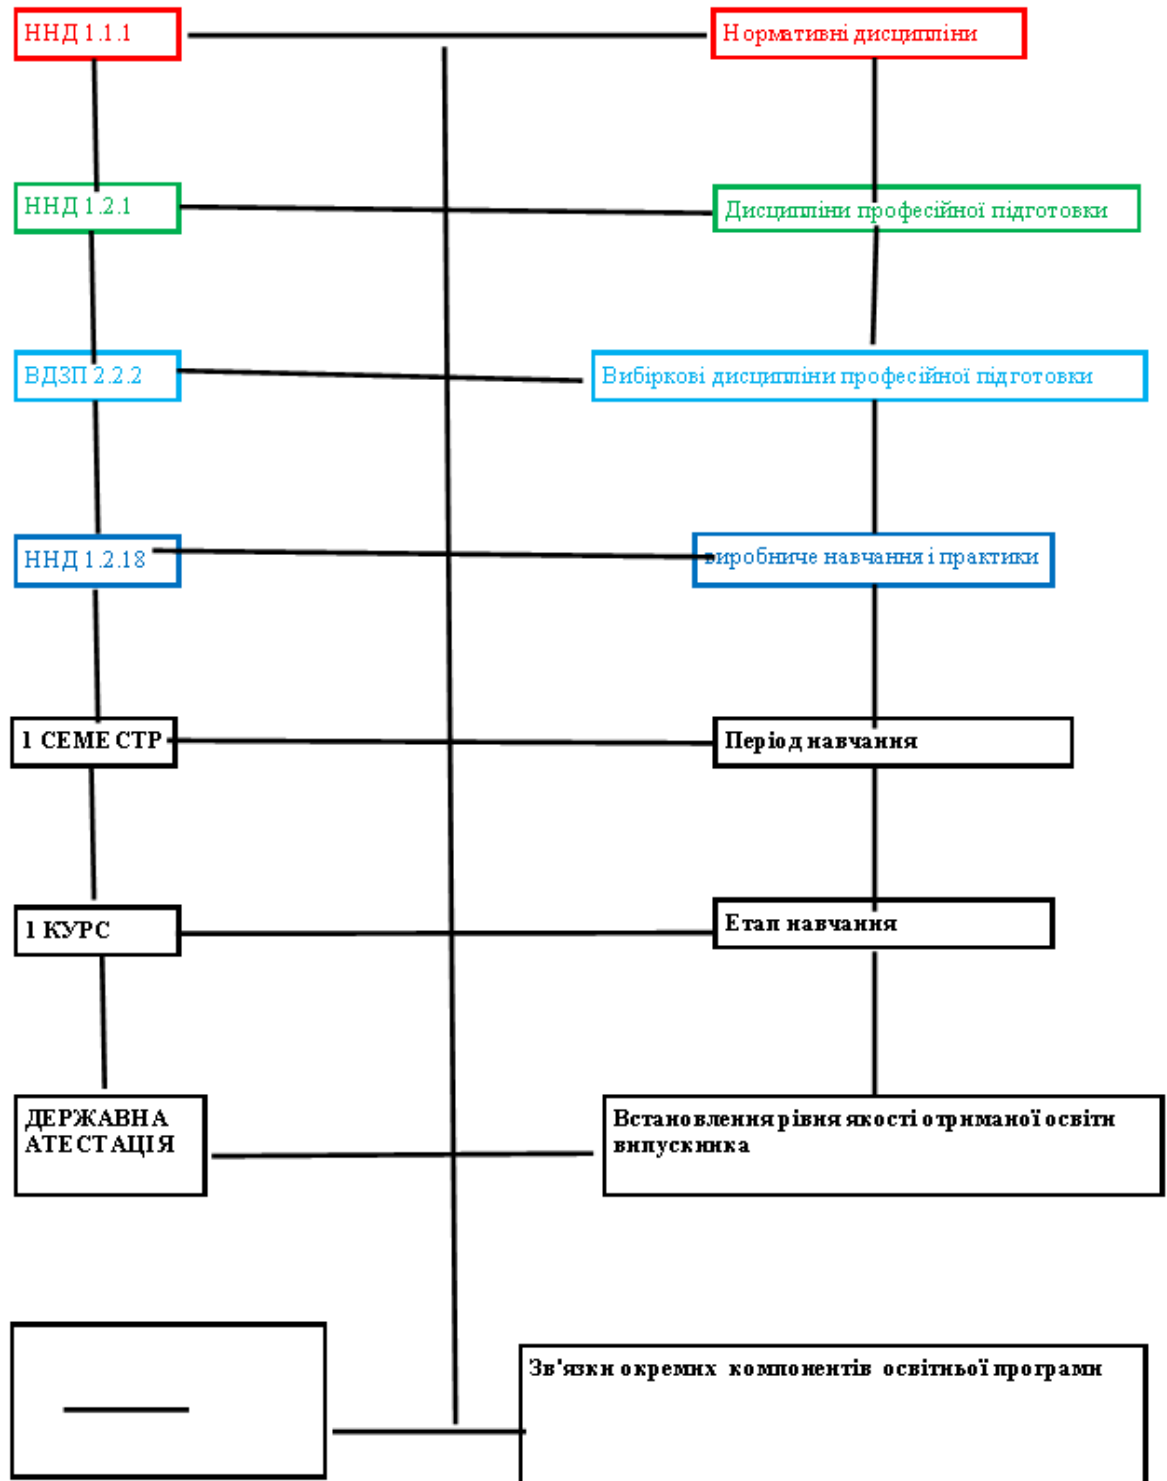 ННД 1.1.1
Нормативні дисципліни
ННД 1.2.1
Дисципліни професійної підготовки
ВДЗП 2.2.2
Вибіркові дисципліни професійної підготовки
ННД 1.2.18
виробниче навчання і практики
1 СЕМЕСТР
Період навчання
1 КУРС
Етап навчання
ДЕРЖАВНА
АТЕСТАЦІЯ
Встановлення рівня якості отриманої освіти
випускника
Зв'язки окремих компонентів освітньої програми